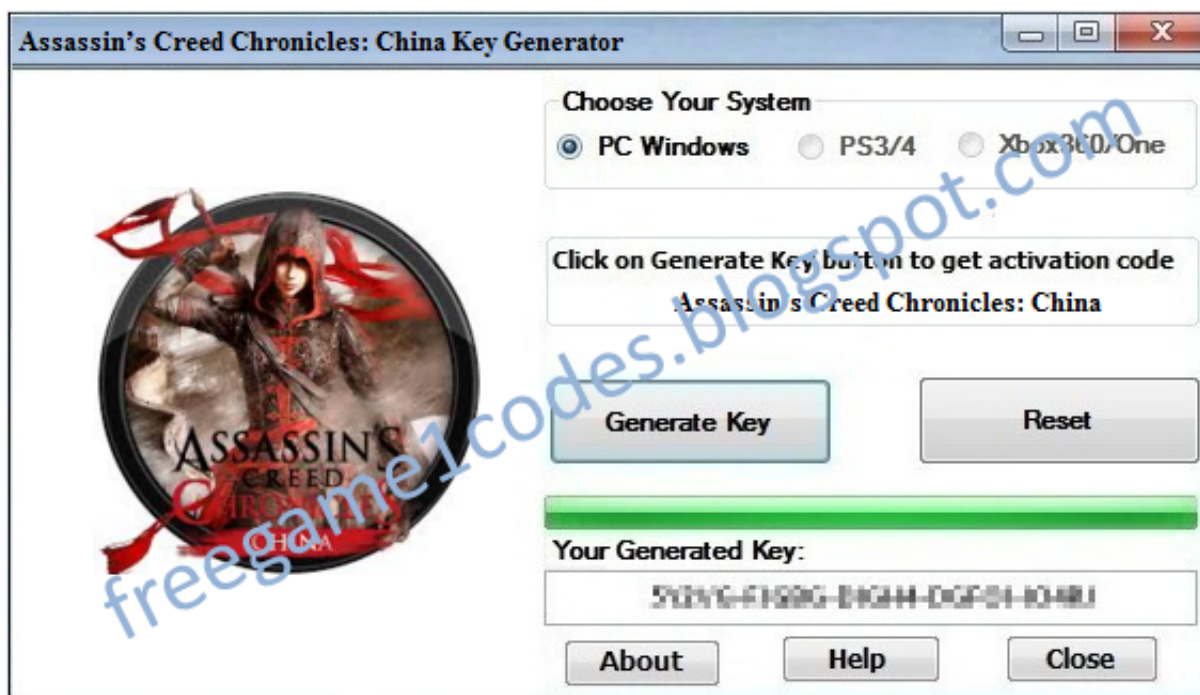 Assassin's Creed Chronicles: China Key Generator
Choose Your System
PC Windows PS3/4 Xbox360/One
Click on Generate Key button to get activation code
Assassin's Creed Chronicles: China
ASSASSIN'S
CREED
CHRONICLES
CHINA
Generate Key Reset
Your Generated Key:
About Help Close
freegame1codes.blogspot.com